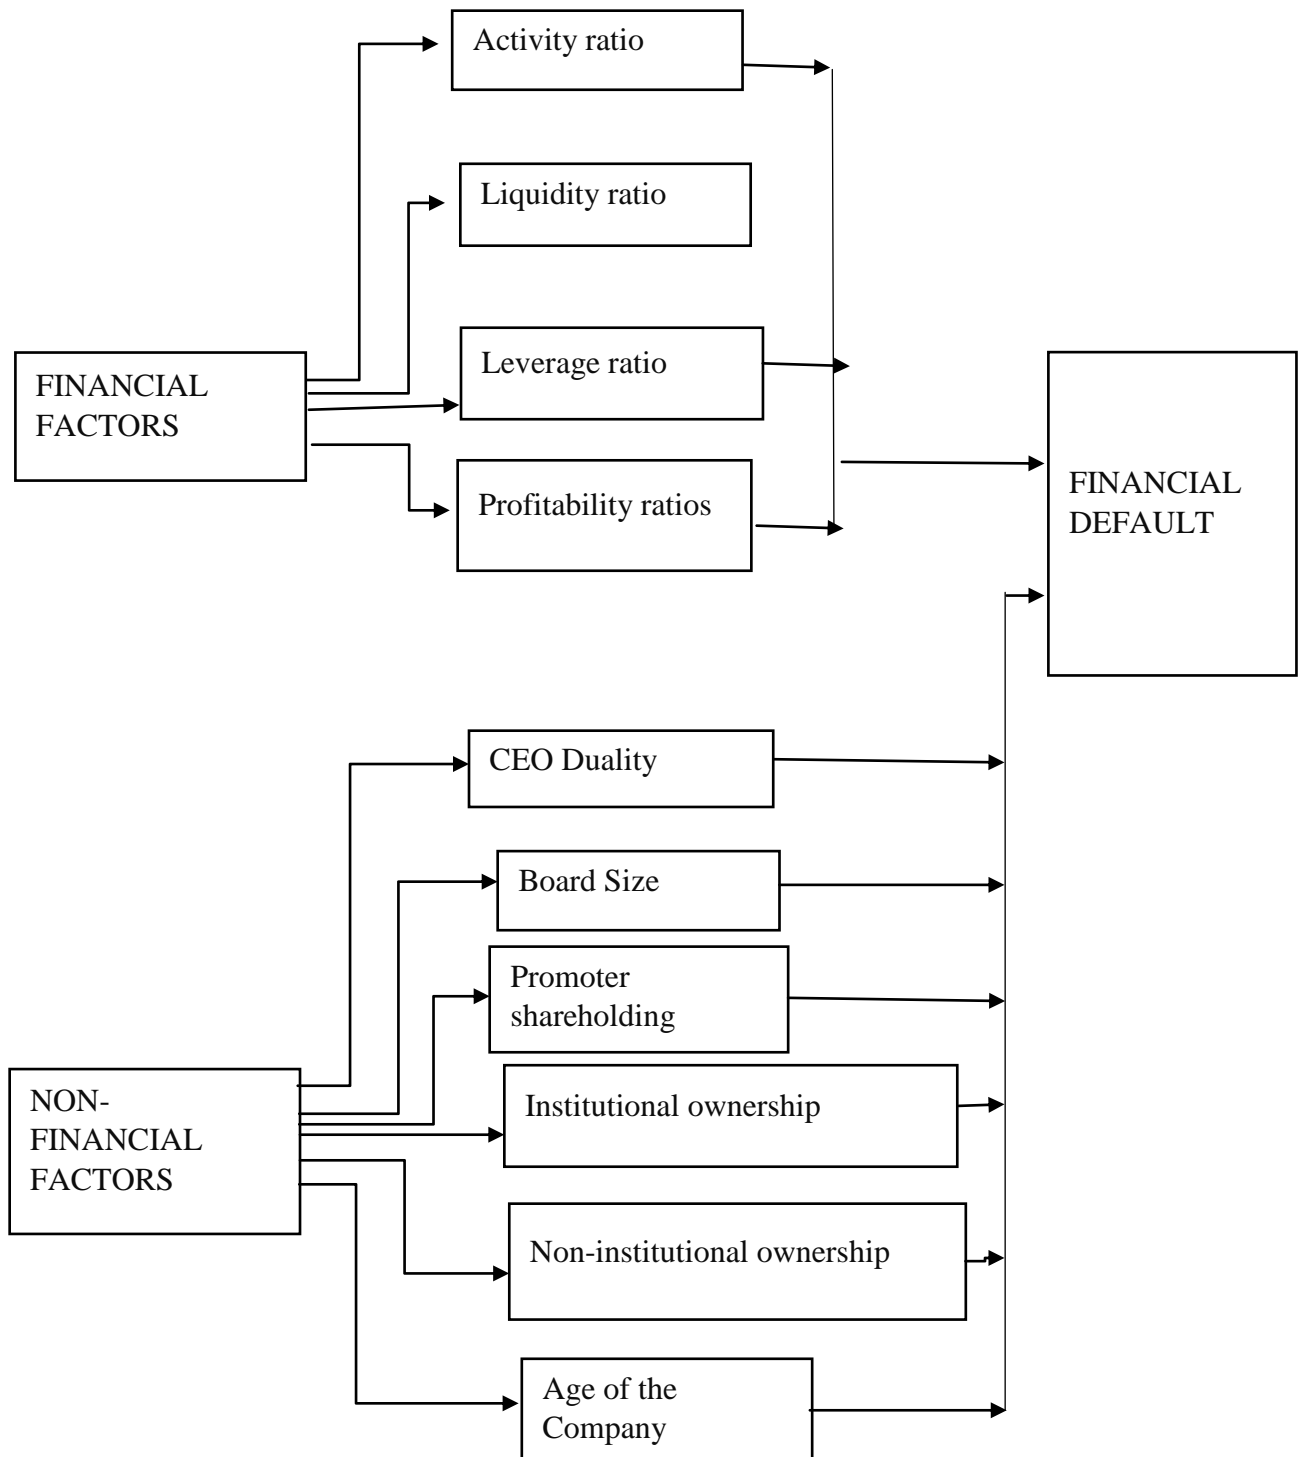 Activity ratio
Liquidity ratio
Leverage ratio
FINANCIAL
FACTORS
Profitability ratios
FINANCIAL
DEFAULT
CEO Duality
Board Size
Promoter
shareholding
NON-
FINANCIAL
FACTORS
Institutional ownership
Non-institutional ownership
Age of the
Company